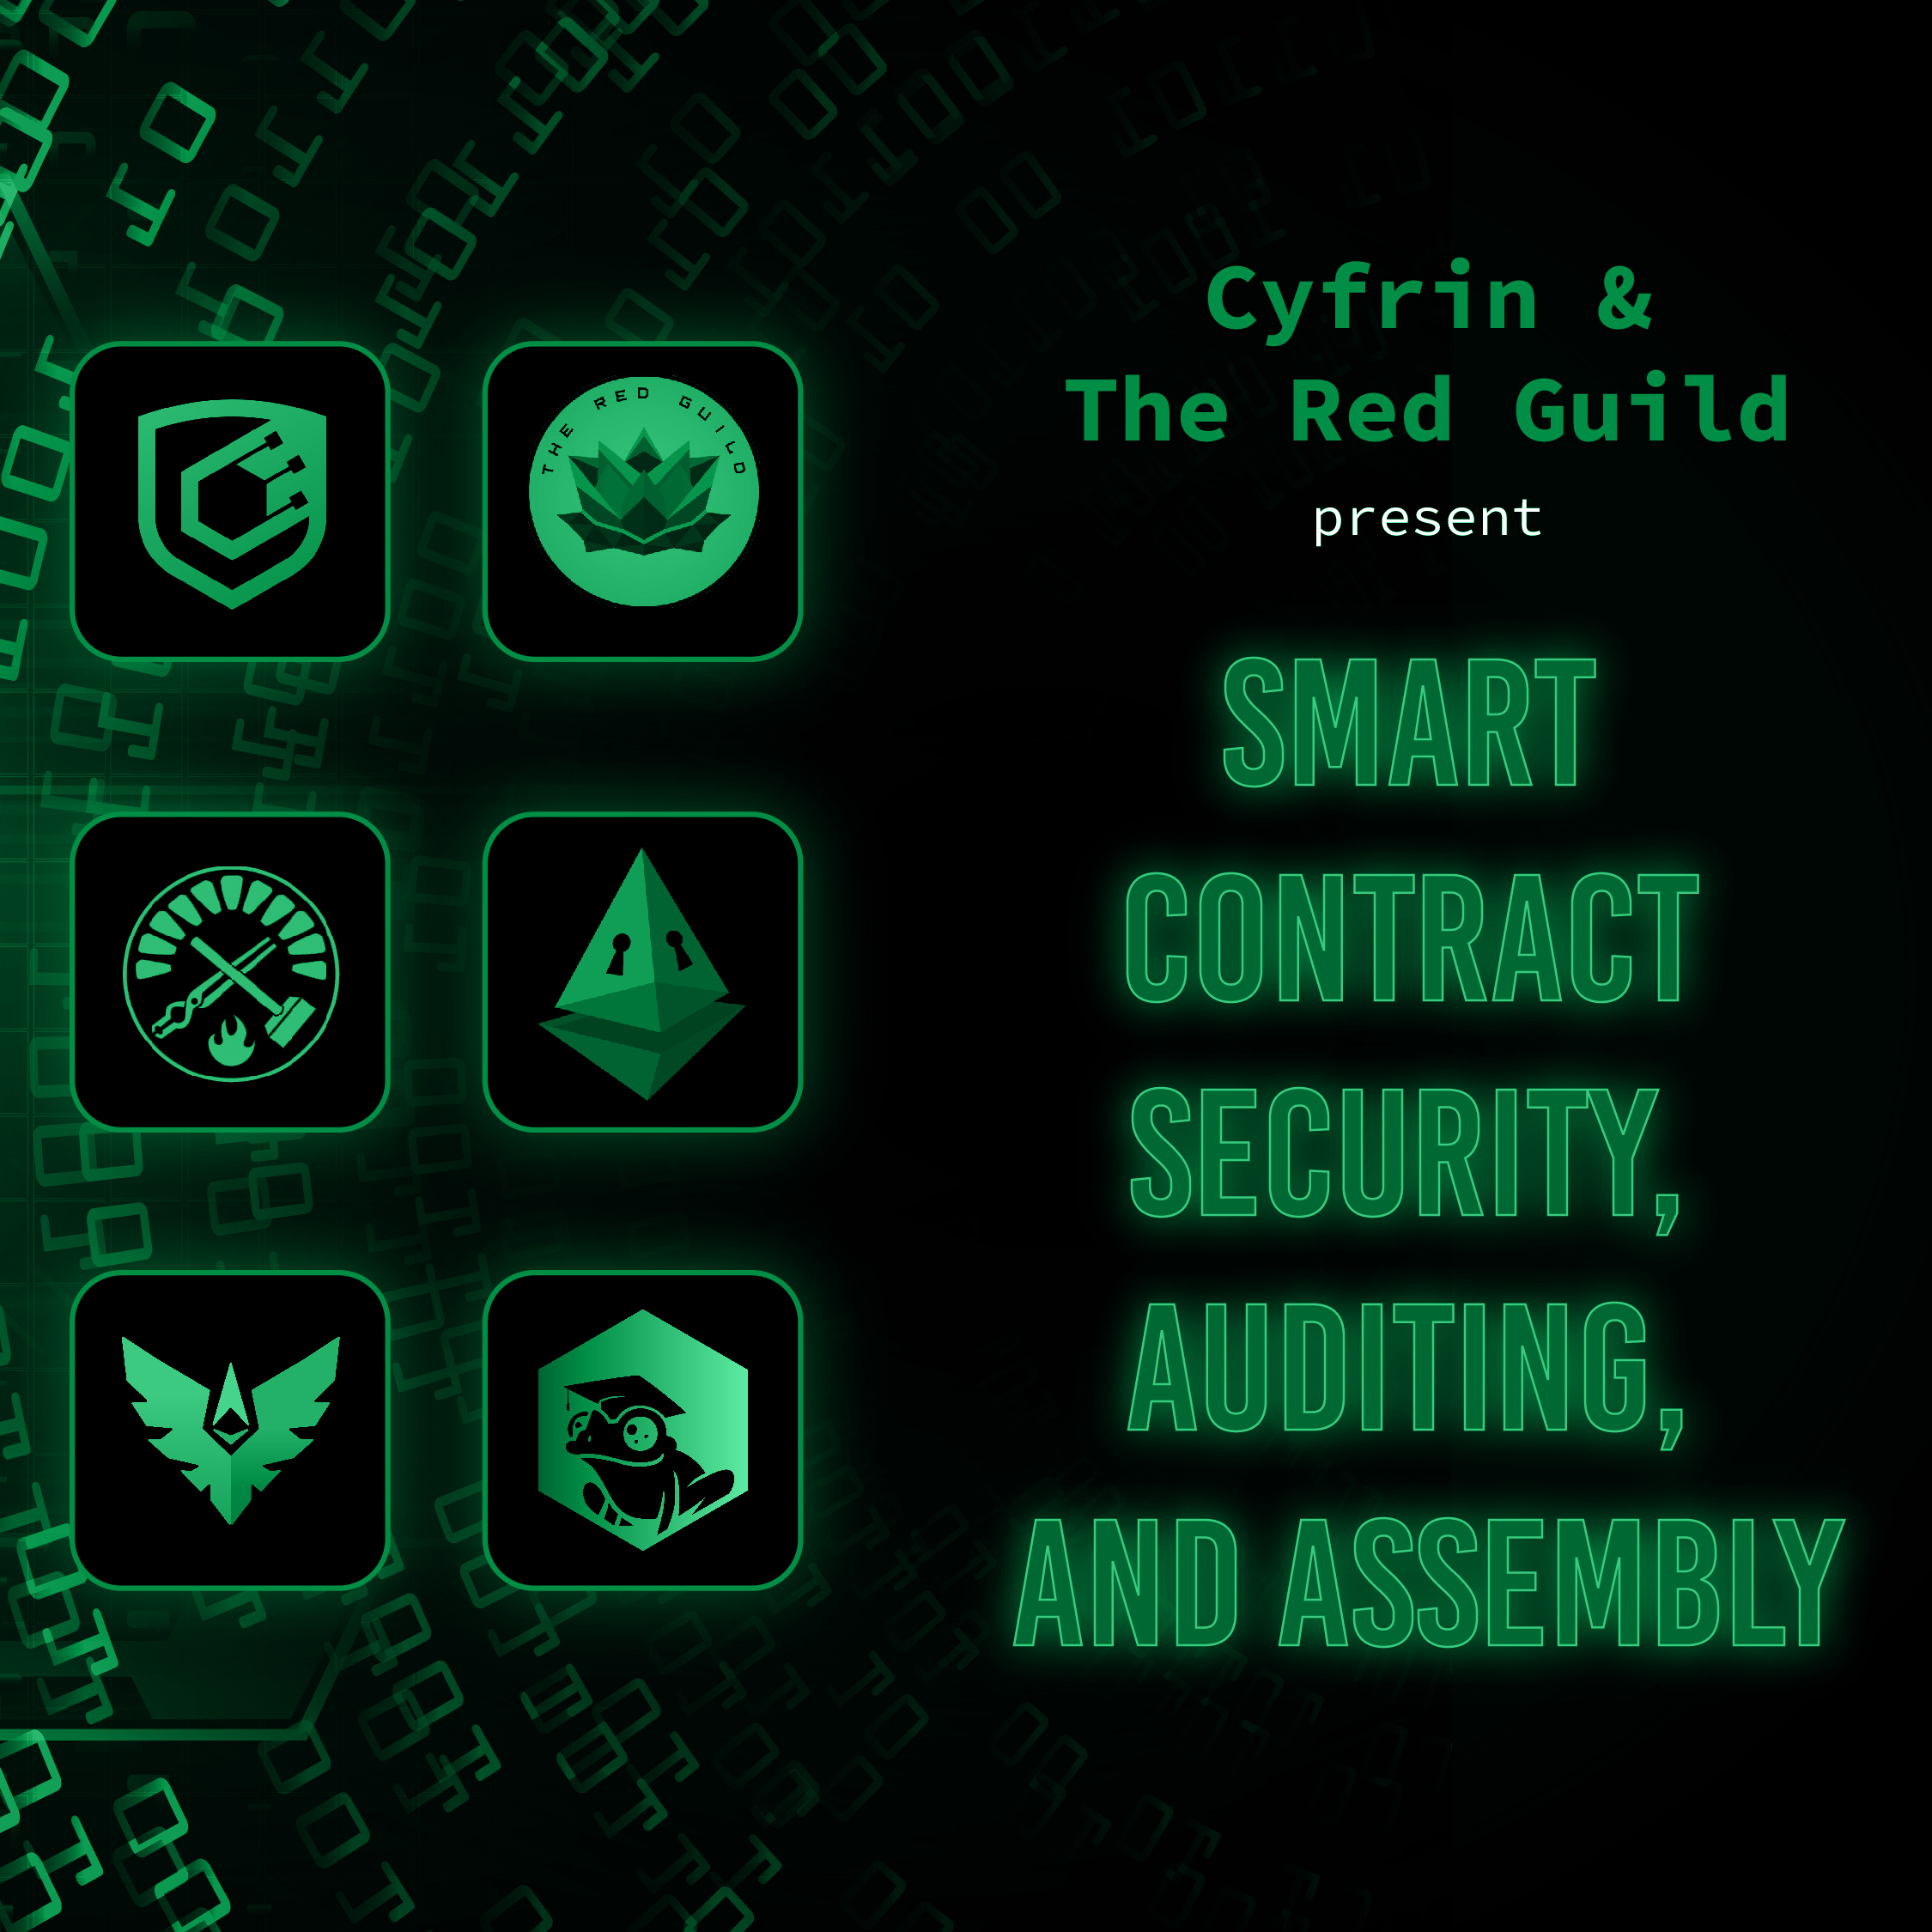 THE RED GUILD
Cyfrin &
The Red Guild
present
SMART
CONTRACT
SECURITY,
AUDITING,
AND ASSEMBLY